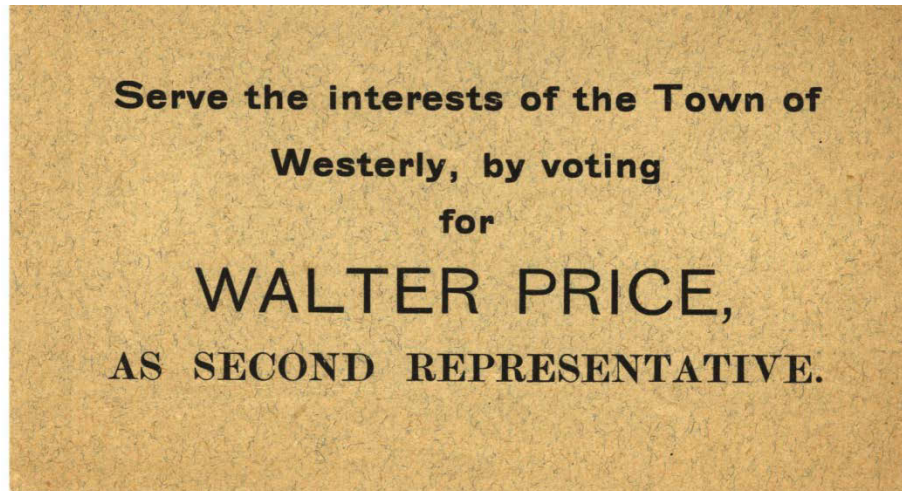 Serve the interests of the Town of
Westerly, by voting
for
WALTER PRICE,
AS SECOND REPRESENTATIVE.